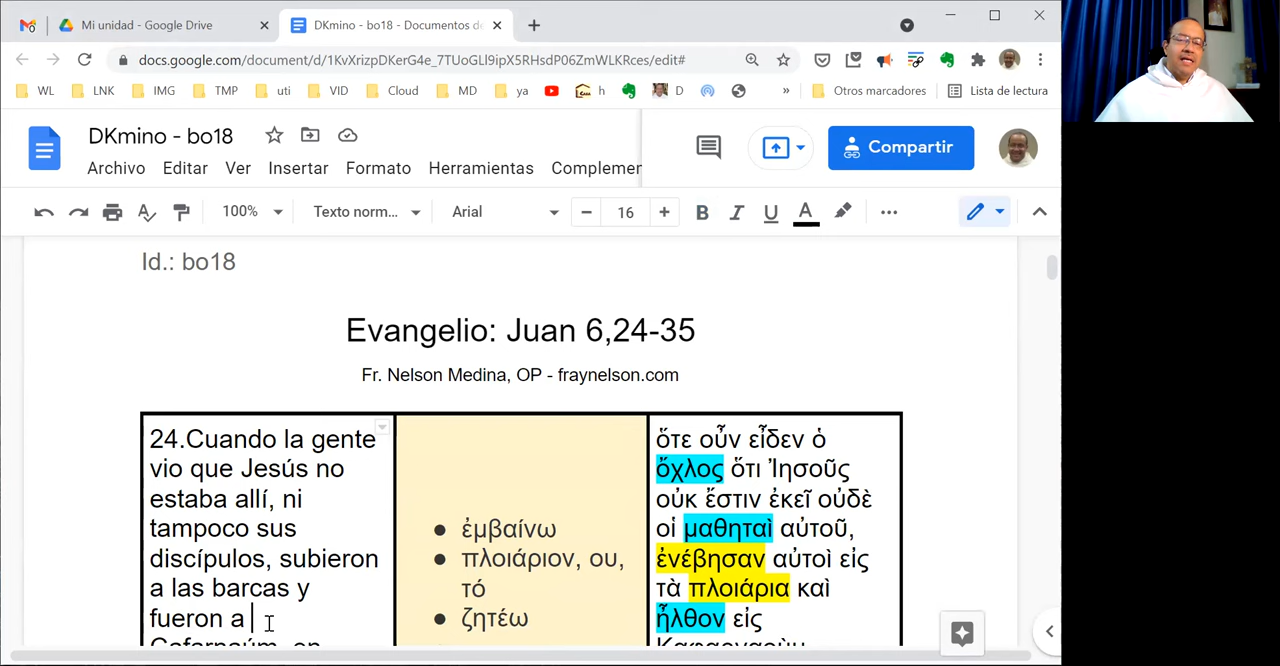 Mi unidad - Google Drive
DKmino - bo18 - Documentos de
docs.google.com/document/d/1KvXrizpDKerG4e_7TUoGLl9ipX5RHsdP06ZmWLKRces/edit#
WL LNK IMG TMP uti VID Cloud MD ya h D » Otros marcadores Lista de lectura
DKmino - bo18
Compartir
Archivo Editar Ver Insertar Formato Herramientas Complemen
100% Texto norm... Arial 16 B I U A
Id.: bo18
Evangelio: Juan 6,24-35
Fr. Nelson Medina, OP - fraynelson.com
24.Cuando la gente
vio que Jesús no
estaba allí, ni
tampoco sus
discípulos, subieron
a las barcas y
fueron a
Cafarnaúm, en
ἐμβαίνω
πλοιάριον, ου,
τό
ζητέω
ὅτε οὖν εἶδεν ὁ
ὄχλος ὅτι Ἰησοῦς
οὐκ ἔστιν ἐκεῖ οὐδὲ
οἱ μαθηταὶ αὐτοῦ,
ἐνέβησαν αὐτοὶ εἰς
τὰ πλοιάρια καὶ
ἦλθον εἰς
Καφαρναοὺμ